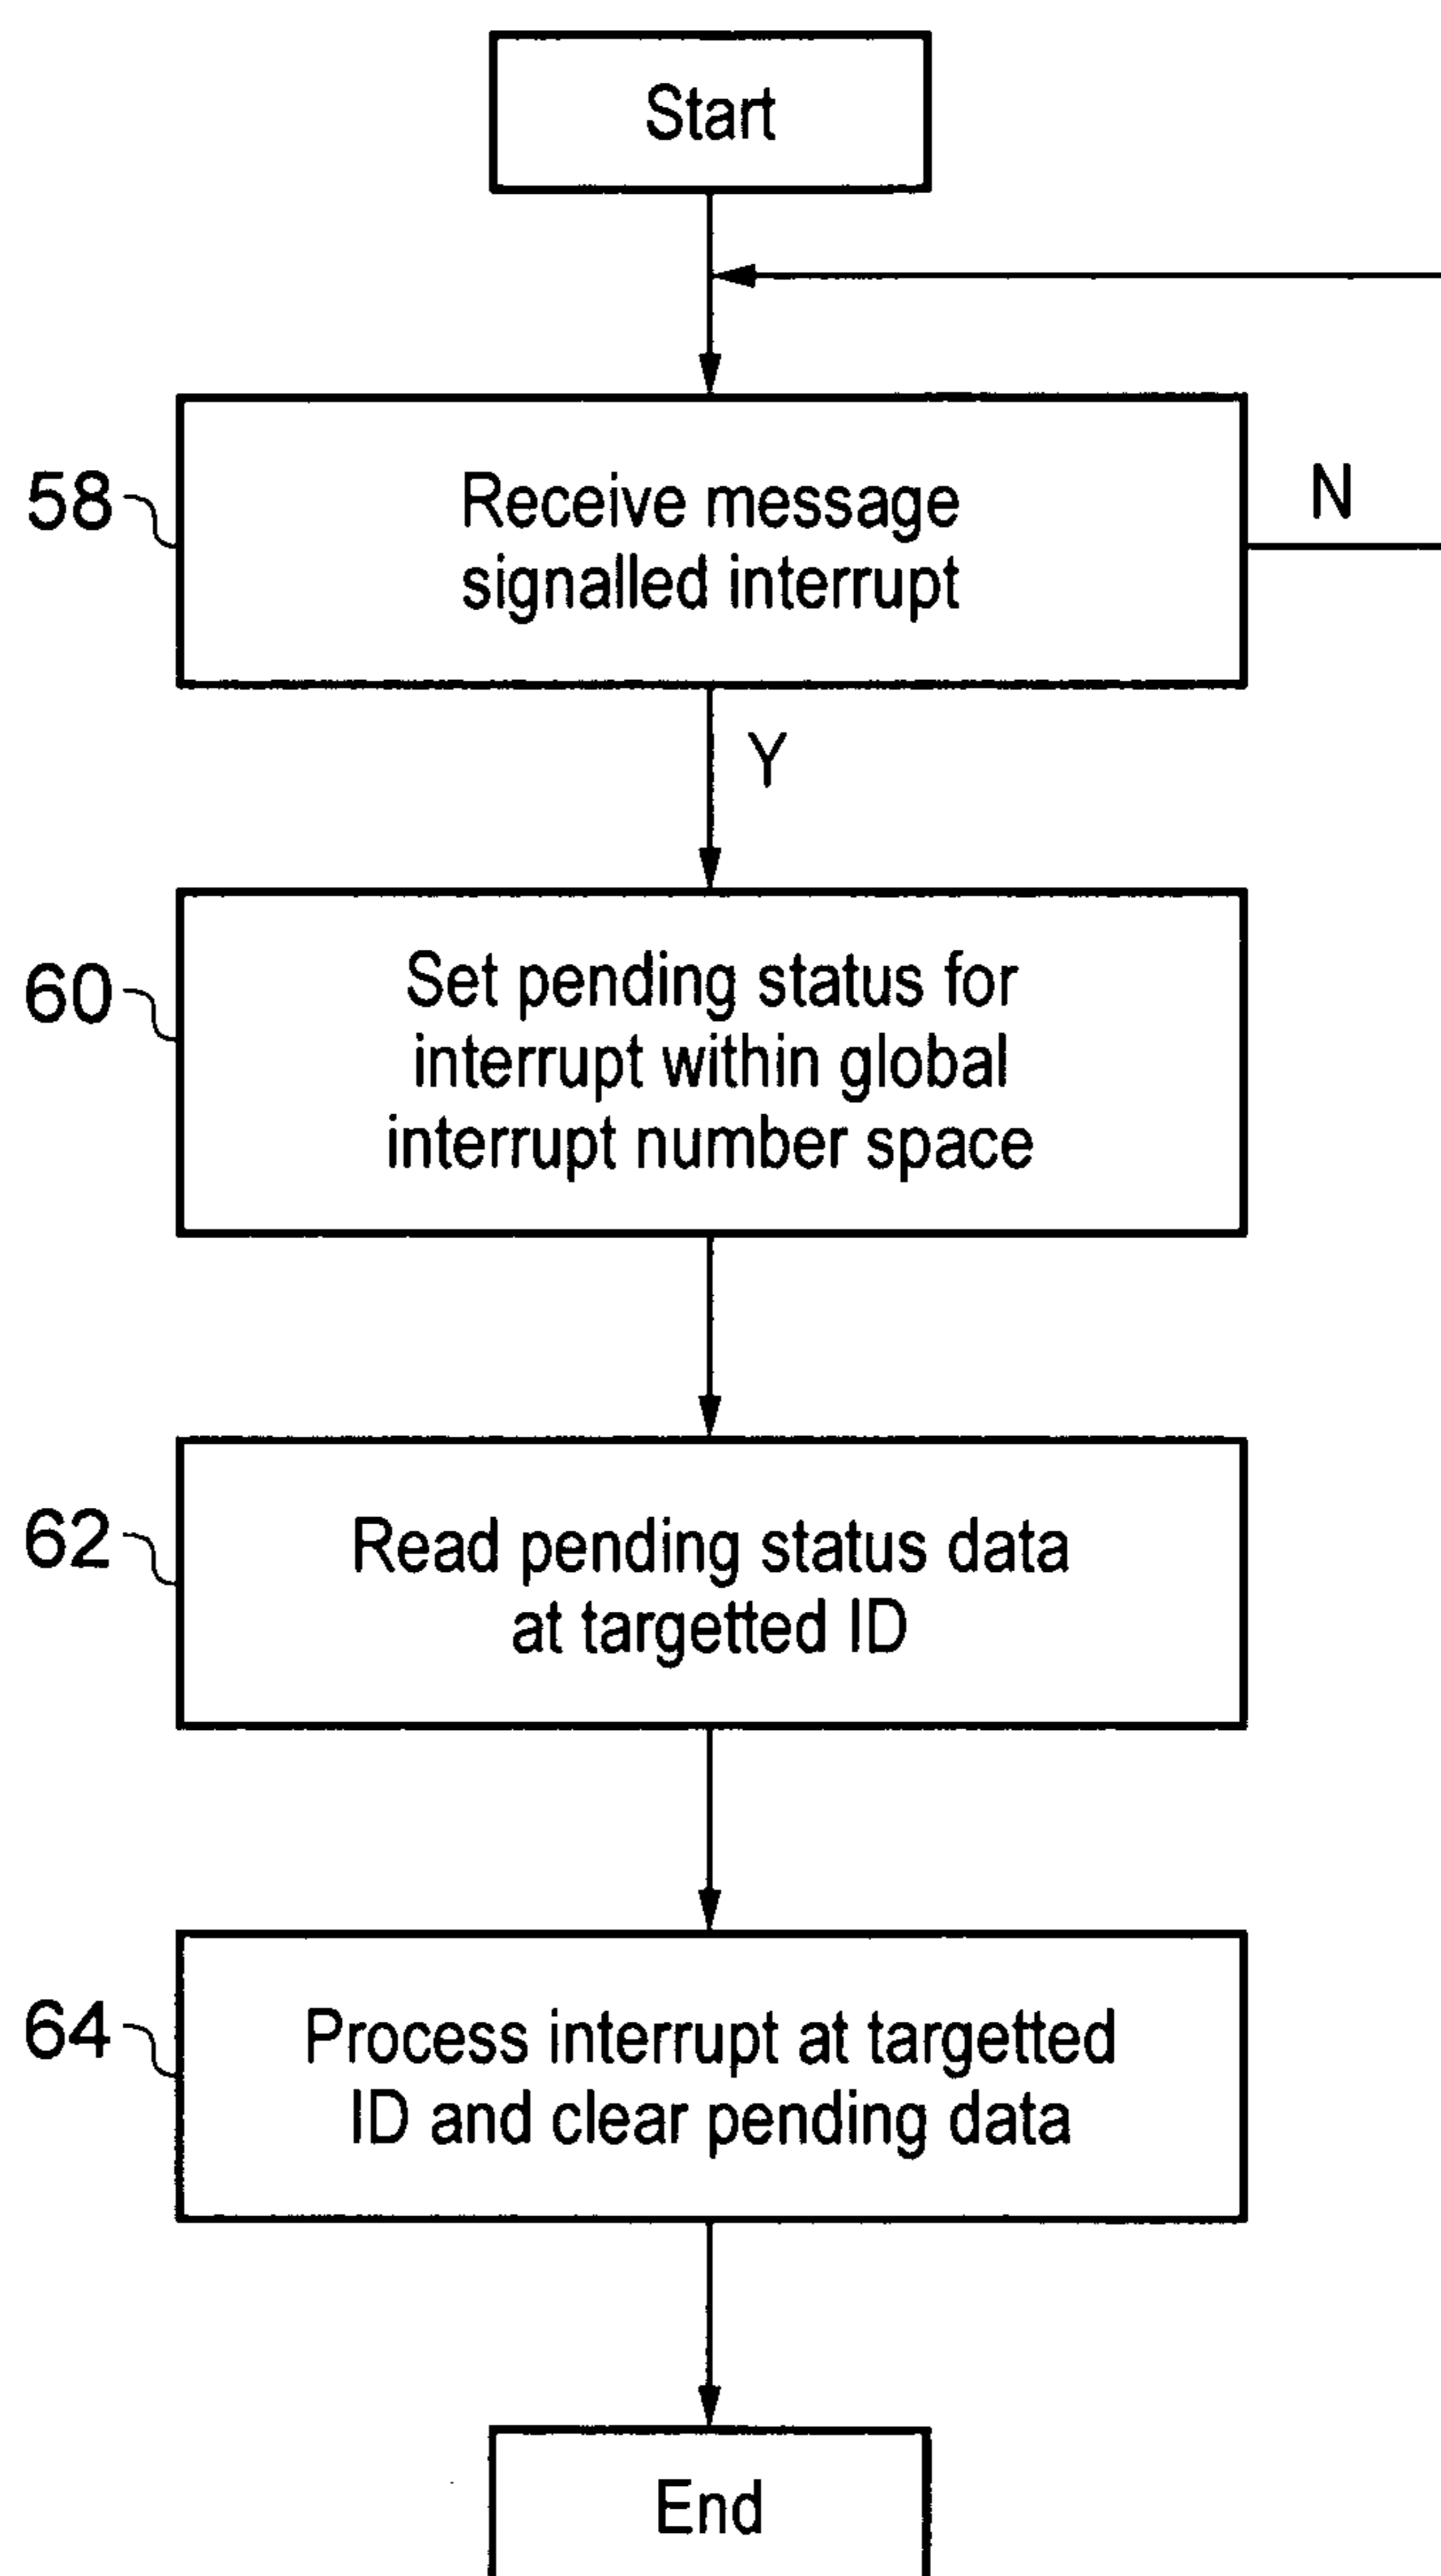 Start
58
Receive message
signalled interrupt
N
Y
60
Set pending status for
interrupt within global
interrupt number space
62
Read pending status data
at targetted ID
64
Process interrupt at targetted
ID and clear pending data
End